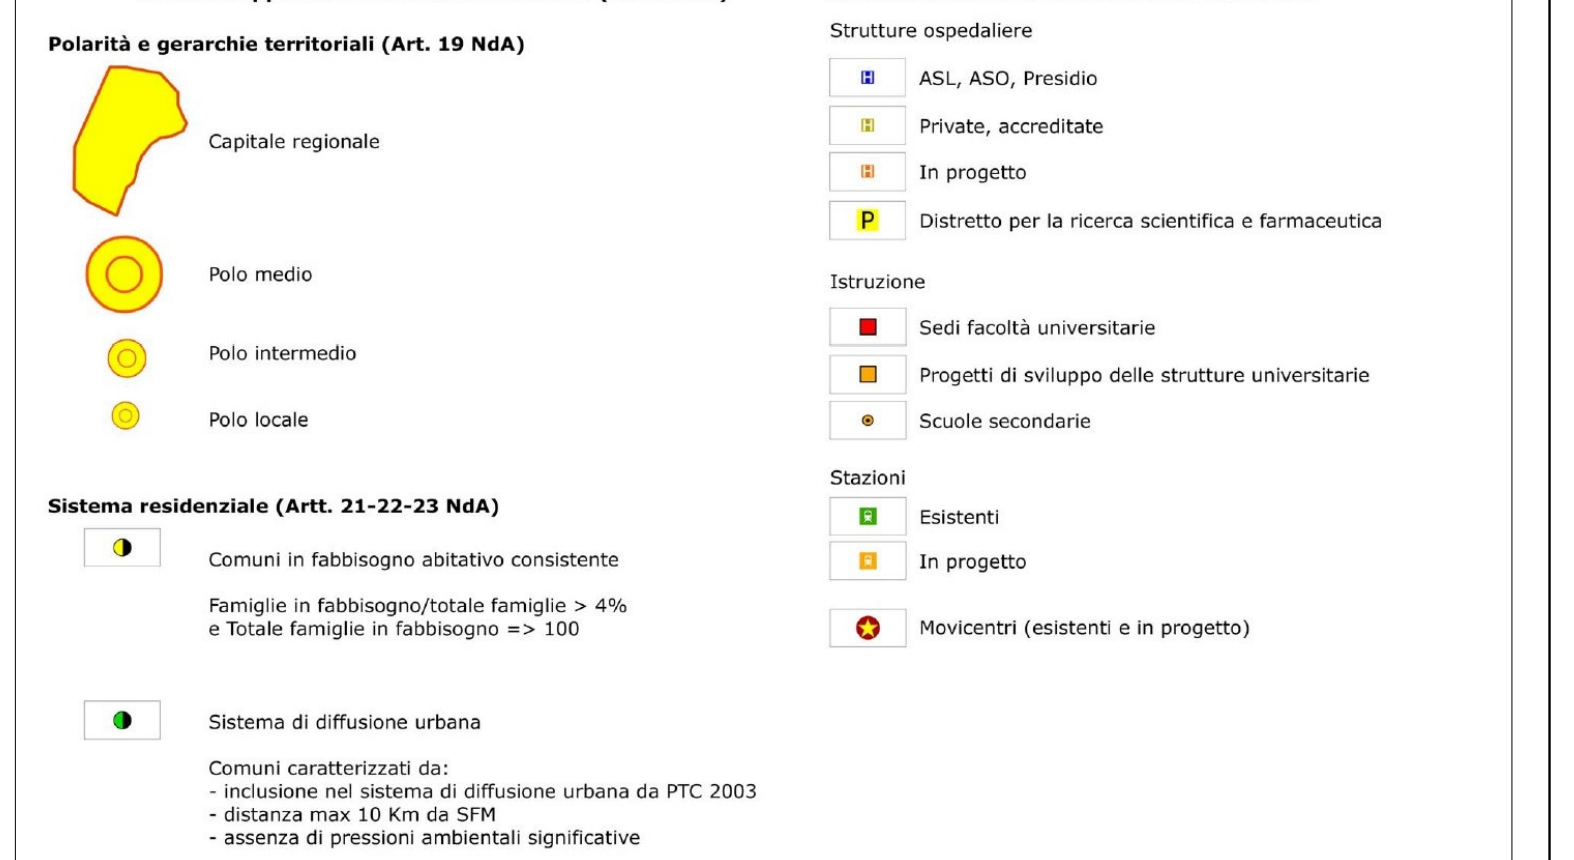 Polarità e gerarchie territoriali (Art. 19 NdA)
Capitale regionale
Polo medio
Polo intermedio
Polo locale
Sistema residenziale (Artt. 21-22-23 NdA)
Comuni in fabbisogno abitativo consistente
Famiglie in fabbisogno/totale famiglie > 4%
e Totale famiglie in fabbisogno => 100
Sistema di diffusione urbana
Comuni caratterizzati da:
- inclusione nel sistema di diffusione urbana da PTC 2003
- distanza max 10 Km da SFM
- assenza di pressioni ambientali significative
Strutture ospedaliere
H ASL, ASO, Presidio
H Private, accreditate
H In progetto
P Distretto per la ricerca scientifica e farmaceutica
Istruzione
Sedi facoltà universitarie
Progetti di sviluppo delle strutture universitarie
Scuole secondarie
Stazioni
Esistenti
In progetto
Movicentri (esistenti e in progetto)